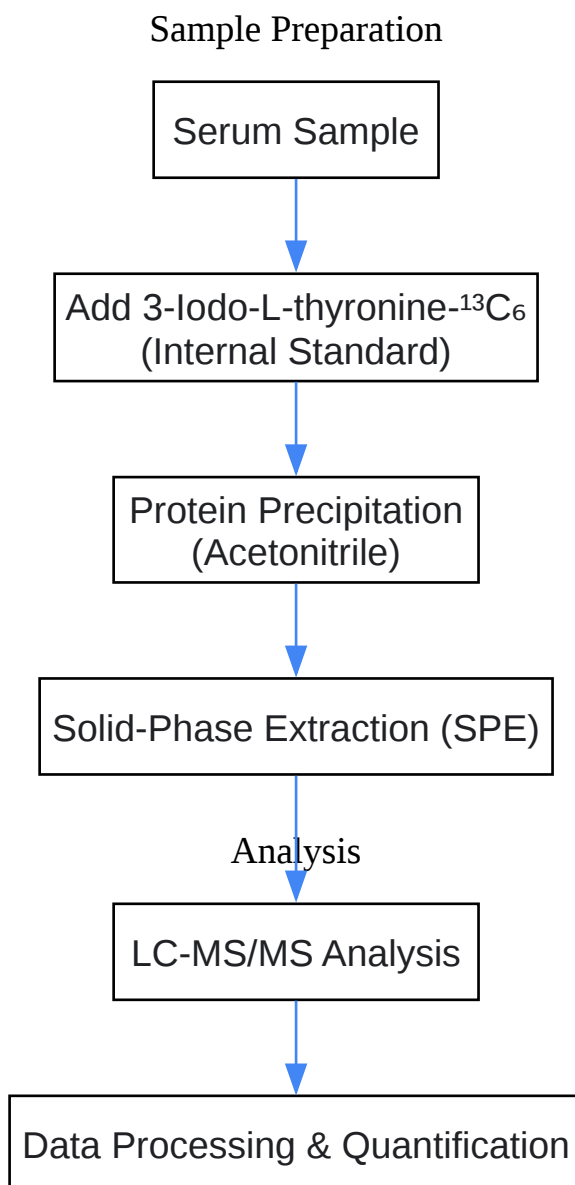 Sample Preparation
Serum Sample
Add 3-Iodo-L-thyronine-¹³C₆
(Internal Standard)
Protein Precipitation
(Acetonitrile)
Solid-Phase Extraction (SPE)
Analysis
LC-MS/MS Analysis
Data Processing & Quantification